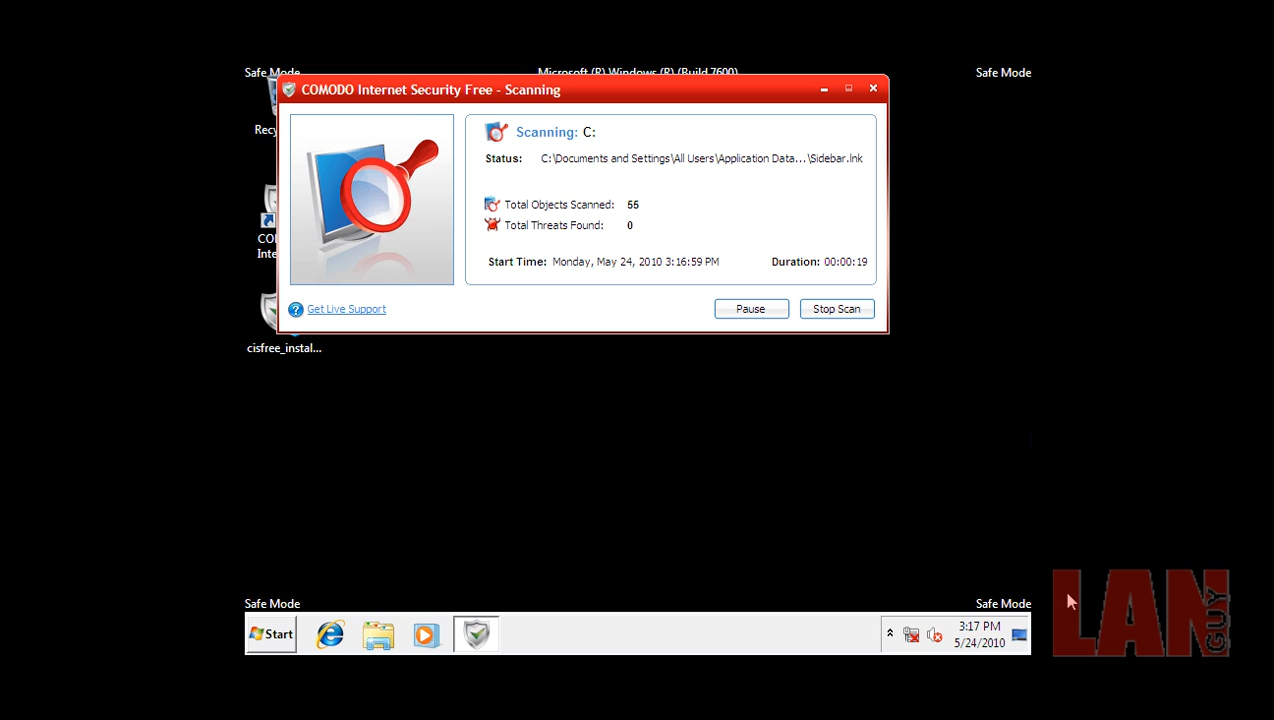 Safe Mode
Microsoft (R) Windows (R) (Build 7600)
Safe Mode
COMODO Internet Security Free - Scanning
Scanning: C:
Status: C:\Documents and Settings\All Users\Application Data...\Sidebar.lnk
Total Objects Scanned: 55
Total Threats Found: 0
Start Time: Monday, May 24, 2010 3:16:59 PM Duration: 00:00:19
Get Live Support
Pause
Stop Scan
Recy
CO
Inte
cisfree_instal...
Safe Mode
Safe Mode
Start
3:17 PM
5/24/2010
LAN GUY